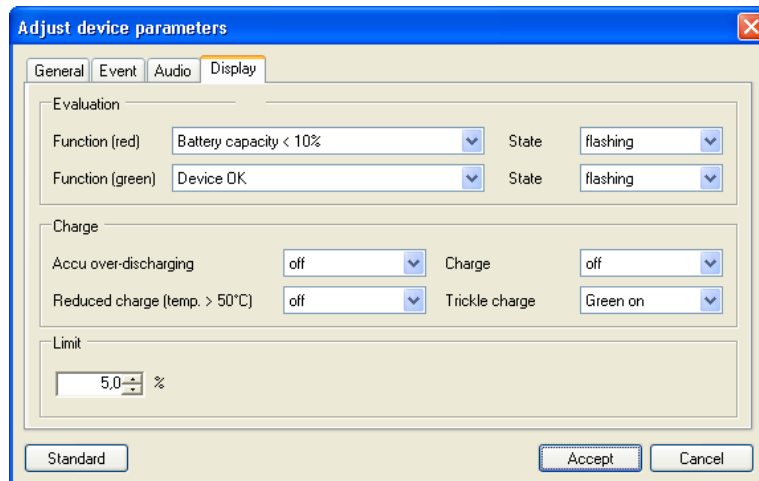 Adjust device parameters
General Event Audio Display
Evaluation
Function (red) Battery capacity < 10% State flashing
Function (green) Device OK State flashing
Charge
Accu over-discharging off Charge off
Reduced charge (temp. > 50°C) off Trickle charge Green on
Limit
5,0 %
Standard Accept Cancel